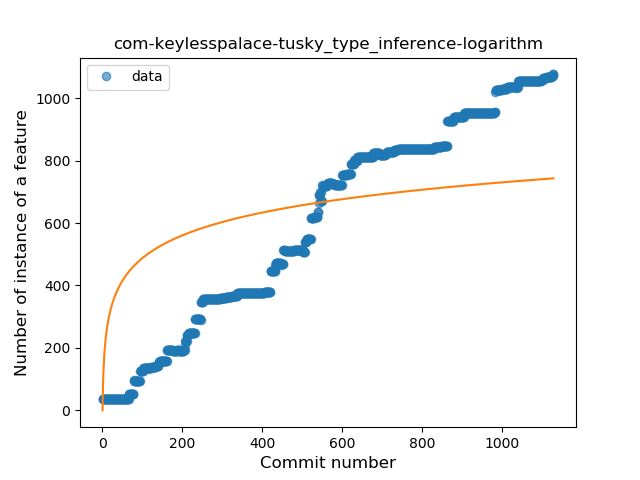 com-keylesspalace-tusky_type_inference-logarithm
data
Number of instance of a feature
1000
800
600
400
200
0
0 200 400 600 800 1000
Commit number